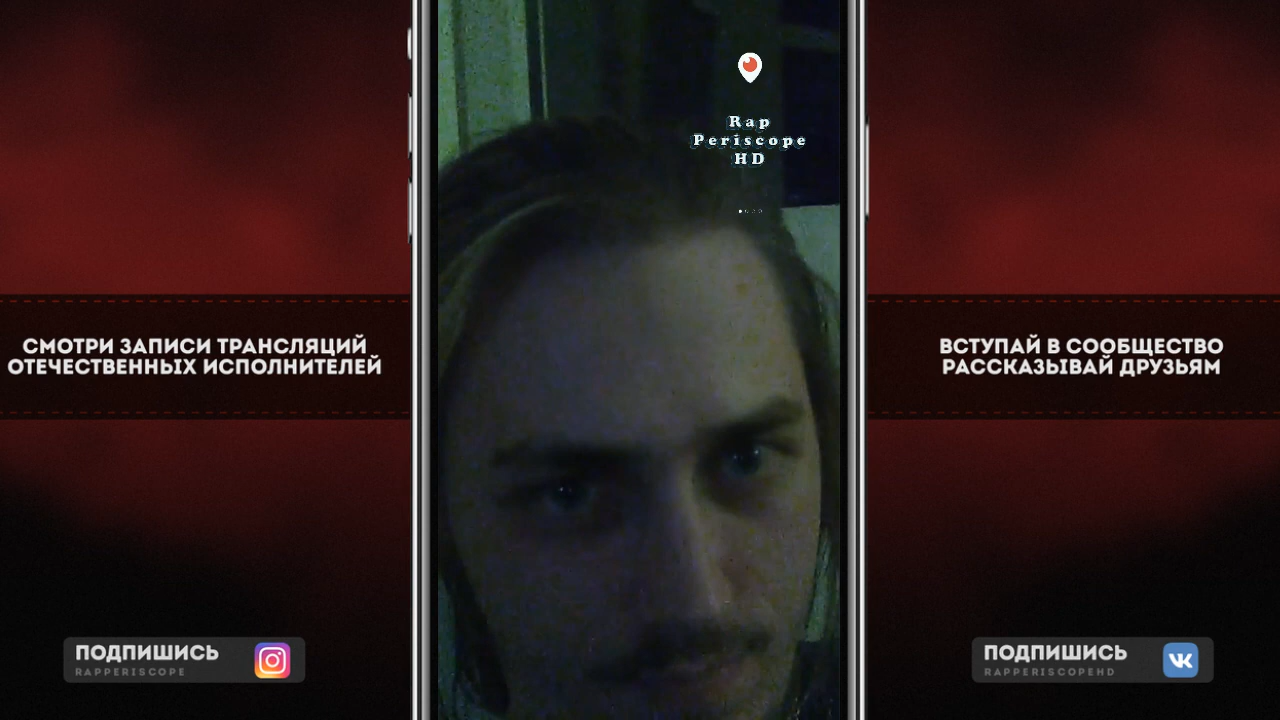 Rap
Periscope
HD
СМОТРИ ЗАПИСИ ТРАНСЛЯЦИЙ
ОТЕЧЕСТВЕННЫХ ИСПОЛНИТЕЛЕЙ
ВСТУПАЙ В СООБЩЕСТВО
РАССКАЗЫВАЙ ДРУЗЬЯМ
ПОДПИШИСЬ
RAPPERISCOPE
ПОДПИШИСЬ
RAPPERISCOPEHD